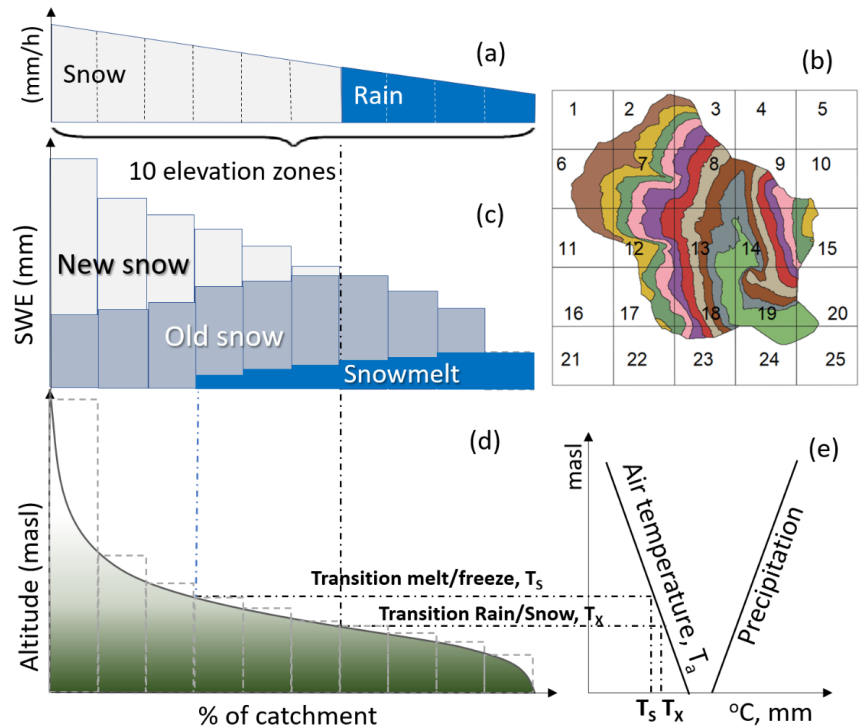 (a)
(mm/h)
Snow
Rain
10 elevation zones
(b)
1 2 3 4 5
6 7 8 9 10
11 12 13 14 15
16 17 18 19 20
21 22 23 24 25
(c)
SWE (mm)
New snow
Old snow
Snowmelt
(d)
Altitude (masl)
Transition melt/freeze, Tₛ
Transition Rain/Snow, Tₓ
% of catchment
(e)
masl
Air temperature, Tₐ
Precipitation
Tₛ Tₓ
ºC, mm